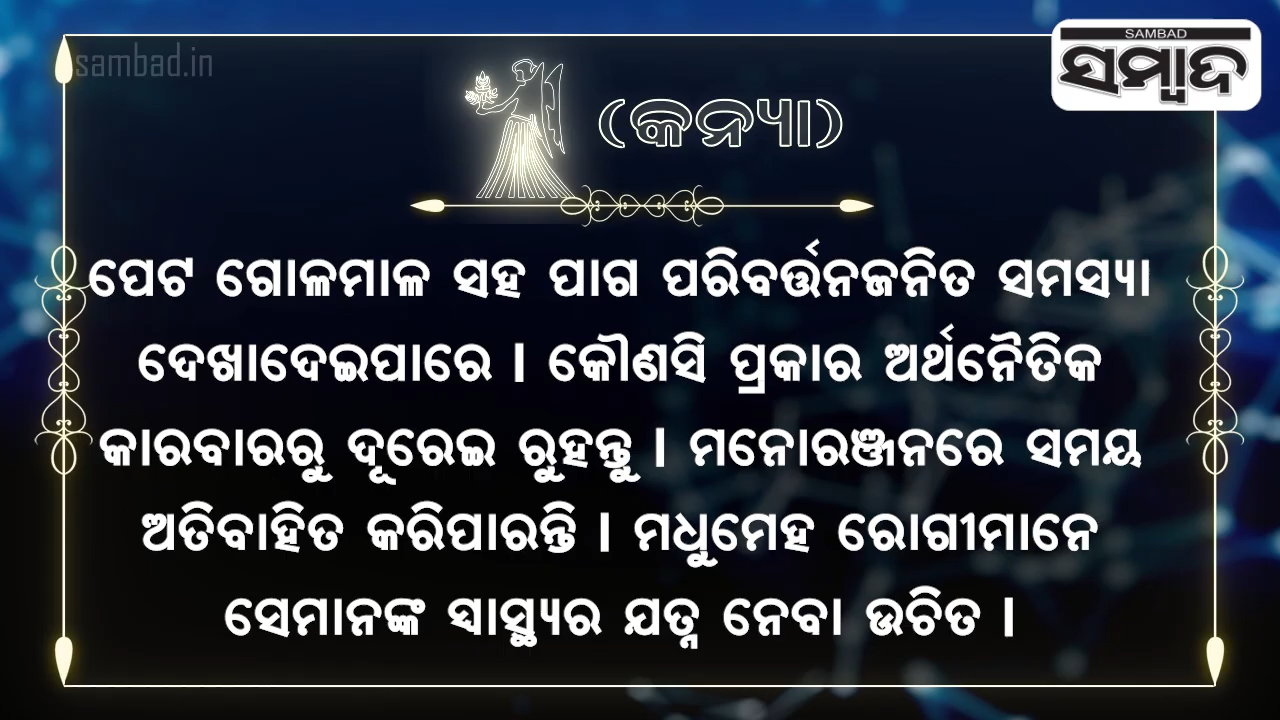 sambad.in
SAMBAD
ସମ୍ବାଦ
(କନ୍ୟା)
ପେଟ ଗୋଳମାଳ ସହ ପାଗ ପରିବର୍ତ୍ତନଜନିତ ସମସ୍ୟା
ଦେଖାଦେଇପାରେ । କୌଣସି ପ୍ରକାର ଅର୍ଥନୈତିକ
କାରବାରରୁ ଦୂରେଇ ରୁହନ୍ତୁ । ମନୋରଞ୍ଜନରେ ସମୟ
ଅତିବାହିତ କରିପାରନ୍ତି । ମଧୁମେହ ରୋଗୀମାନେ
ସେମାନଙ୍କ ସ୍ୱାସ୍ଥ୍ୟର ଯତ୍ନ ନେବା ଉଚିତ ।